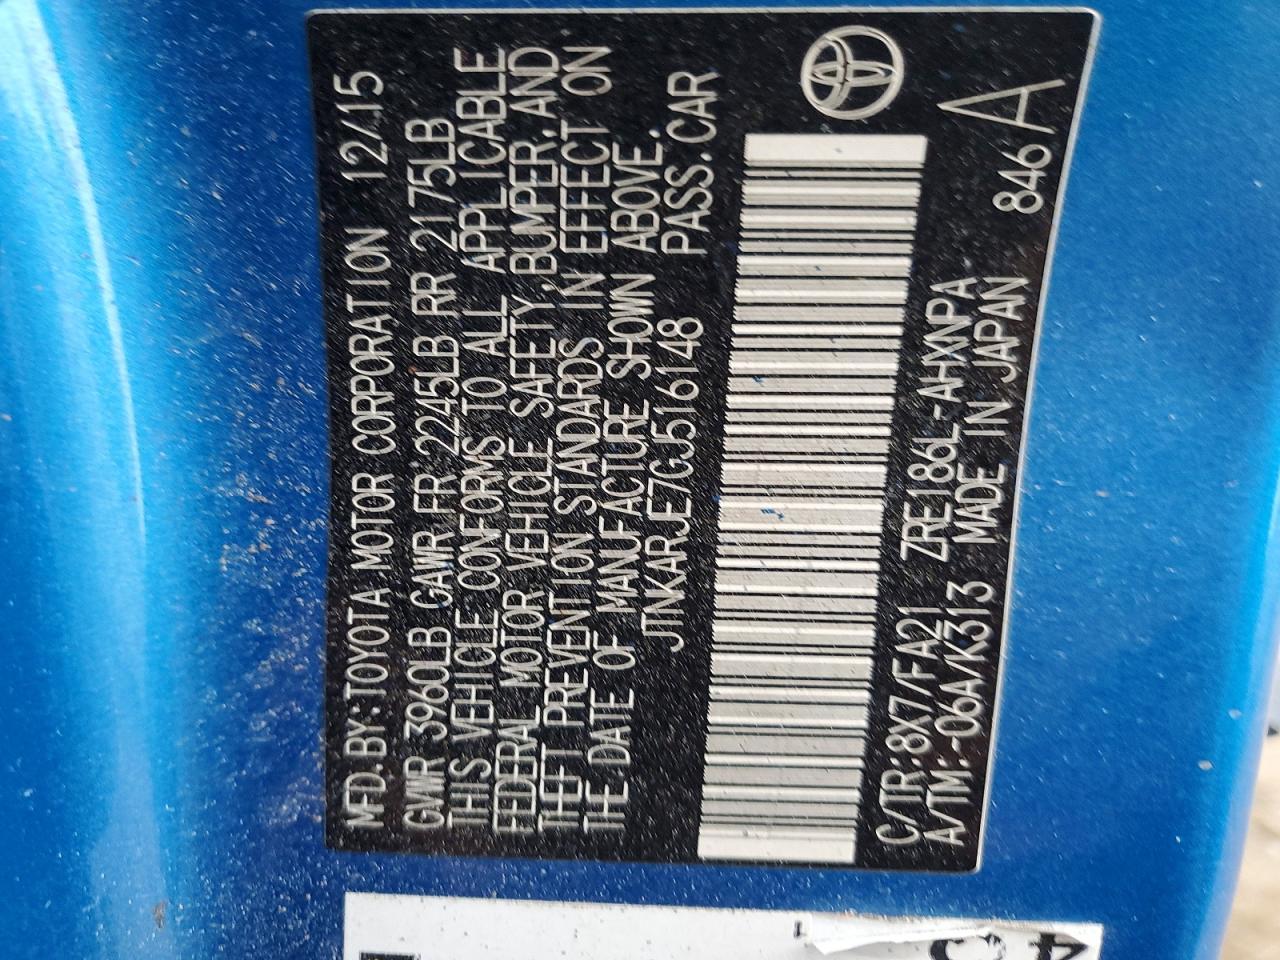 MFD.BY:TOYOTA MOTOR CORPORATION 12/15
GVWR 3960LB GAWR FR 2245LB RR 2175LB
THIS VEHICLE CONFORMS TO ALL APPLICABLE
FEDERAL MOTOR VEHICLE SAFETY,BUMPER,AND
THEFT PREVENTION STANDARDS IN EFFECT ON
THE DATE OF MANUFACTURE SHOWN ABOVE.
JTNKARJE7GJ516148 PASS.CAR
C/TR:8X7/FA21 ZRE186L-AHXNPA
A/TM:-06A/K313 MADE IN JAPAN 846 A